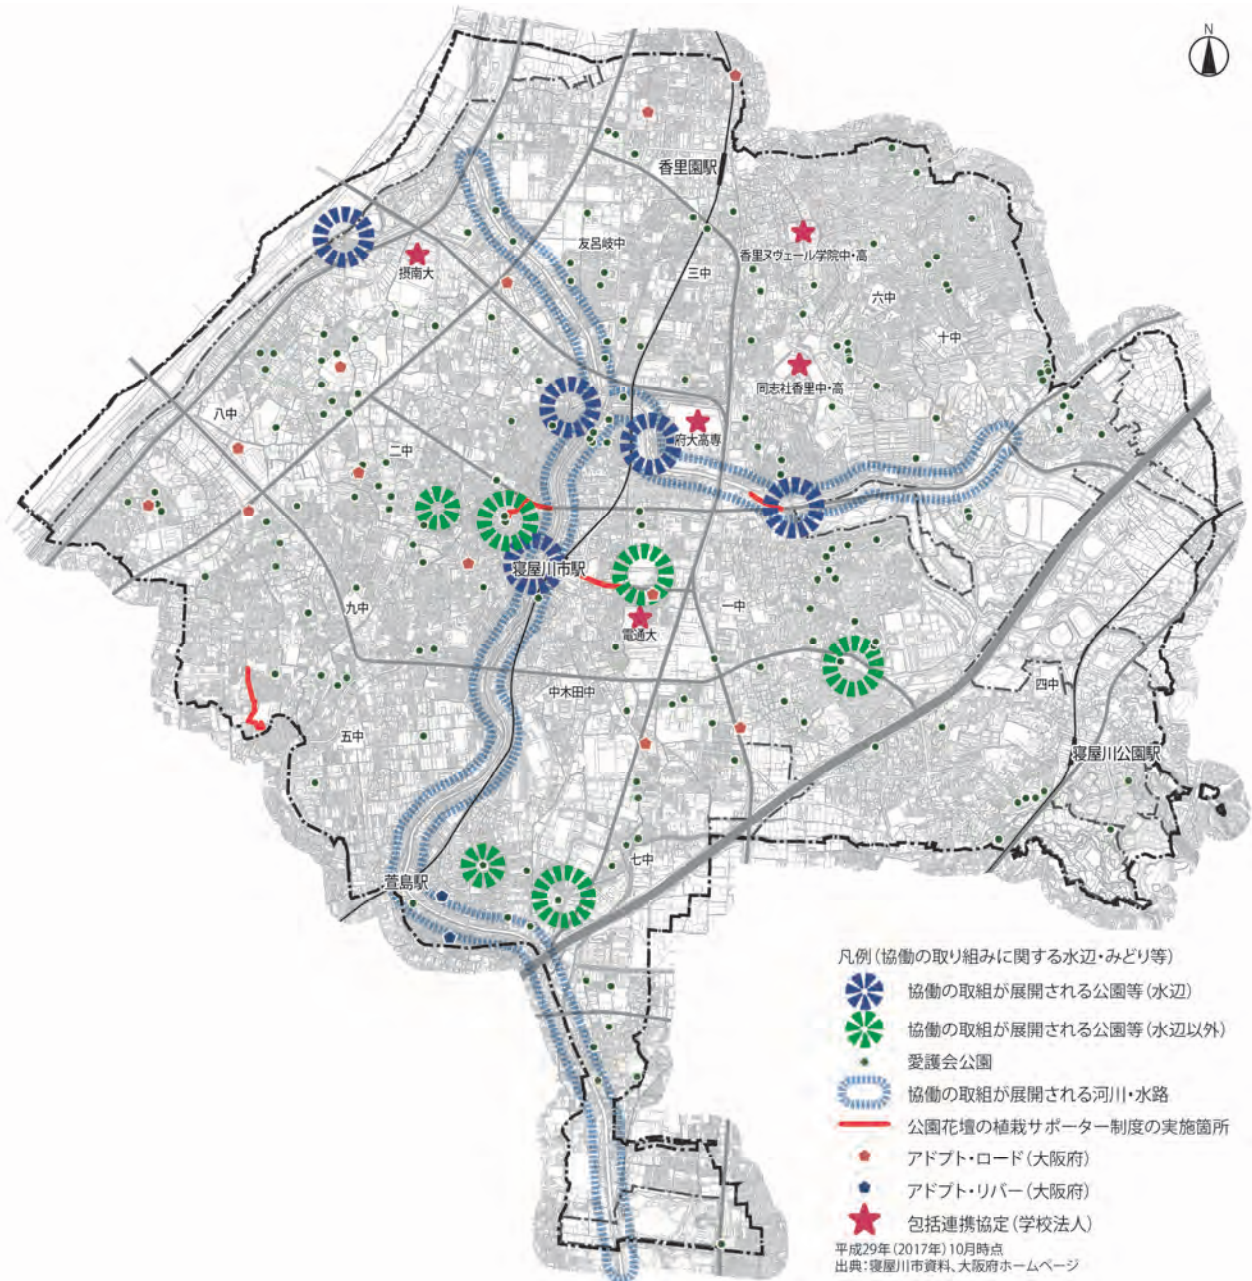 N
香里園駅
友呂岐中
三中
香里ヌヴェール学院中・高
摂南大
六中
十中
同志社香里中・高
八中
府大高専
二中
寝屋川市駅
九中
一中
電通大
中木田中
四中
五中
寝屋川公園駅
七中
萱島駅
凡例(協働の取り組みに関する水辺・みどり等)
協働の取組が展開される公園等(水辺)
協働の取組が展開される公園等(水辺以外)
愛護会公園
協働の取組が展開される河川・水路
公園花壇の植栽サポーター制度の実施箇所
アドプト・ロード(大阪府)
アドプト・リバー(大阪府)
包括連携協定(学校法人)
平成29年(2017年)10月時点
出典:寝屋川市資料、大阪府ホームページ